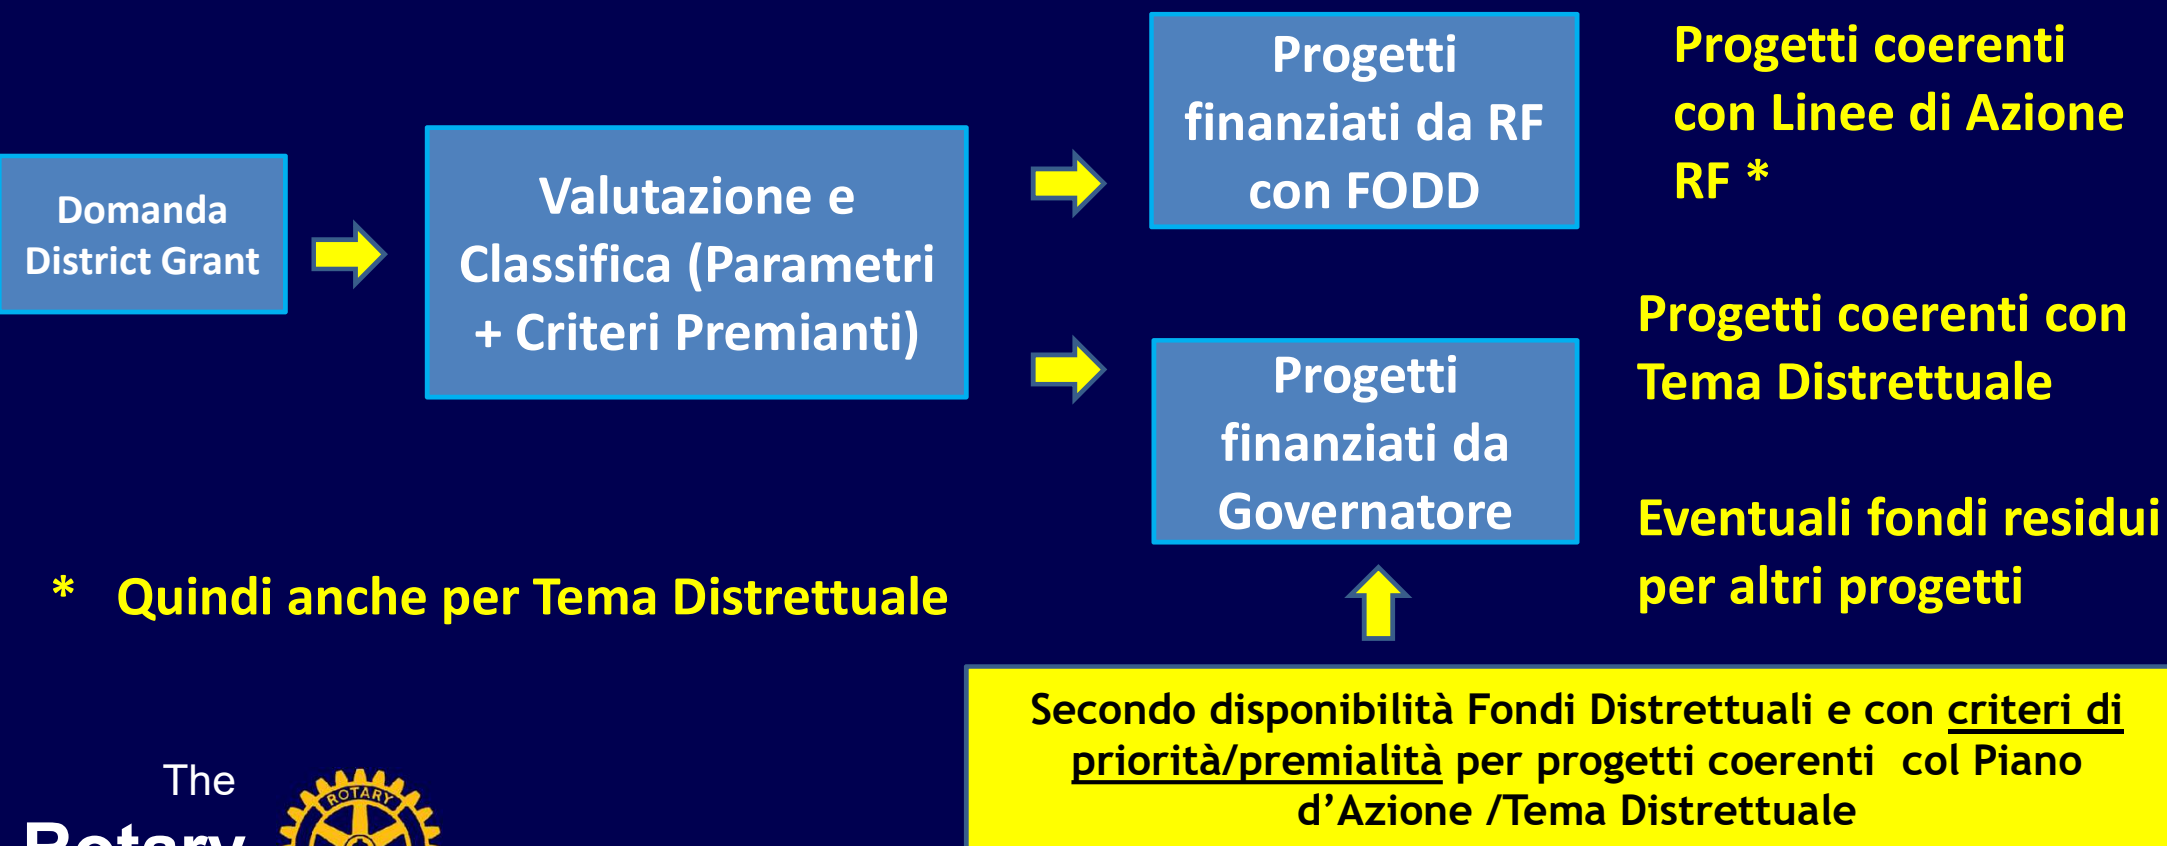 Domanda
District Grant
Valutazione e
Classifica (Parametri
+ Criteri Premianti)
Progetti
finanziati da RF
con FODD
Progetti coerenti
con Linee di Azione
RF *
Progetti
finanziati da
Governatore
Progetti coerenti con
Tema Distrettuale
Eventuali fondi residui
per altri progetti
* Quindi anche per Tema Distrettuale
Secondo disponibilità Fondi Distrettuali e con criteri di
priorità/premialità per progetti coerenti col Piano
d’Azione /Tema Distrettuale
The
Rotary
ROTARY